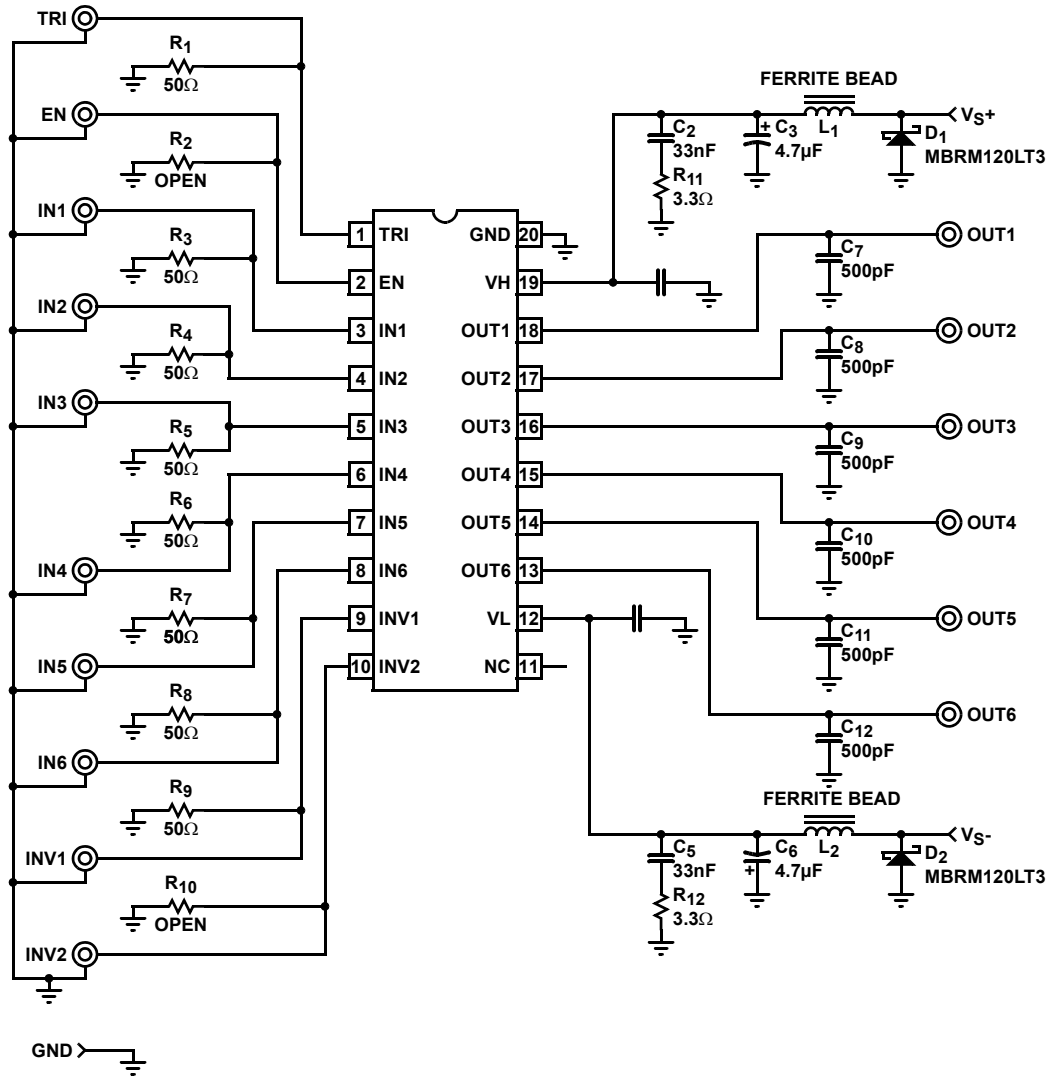 TRI
R1
50Ω
EN
R2
OPEN
IN1
R3
50Ω
IN2
R4
50Ω
IN3
R5
50Ω
R6
50Ω
IN4
R7
50Ω
IN5
R8
50Ω
IN6
R9
50Ω
INV1
R10
OPEN
INV2
GND
1 TRI
2 EN
3 IN1
4 IN2
5 IN3
6 IN4
7 IN5
8 IN6
9 INV1
10 INV2
GND 20
VH 19
OUT1 18
OUT2 17
OUT3 16
OUT4 15
OUT5 14
OUT6 13
VL 12
NC 11
FERRITE BEAD
L1
VS+
C2
33nF
R11
3.3Ω
+ C3
4.7µF
D1
MBRM120LT3
OUT1
C7
500pF
OUT2
C8
500pF
OUT3
C9
500pF
OUT4
C10
500pF
OUT5
C11
500pF
OUT6
C12
500pF
FERRITE BEAD
L2
VS-
C5
33nF
R12
3.3Ω
C6
+ 4.7µF
D2
MBRM120LT3